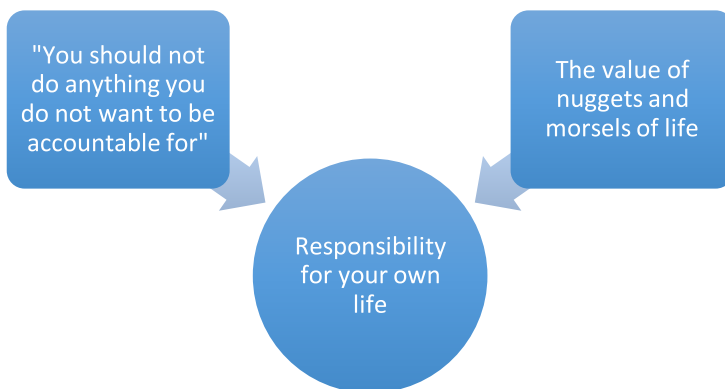 "You should not
do anything you
do not want to be
accountable for"
The value of
nuggets and
morsels of life
Responsibility
for your own
life